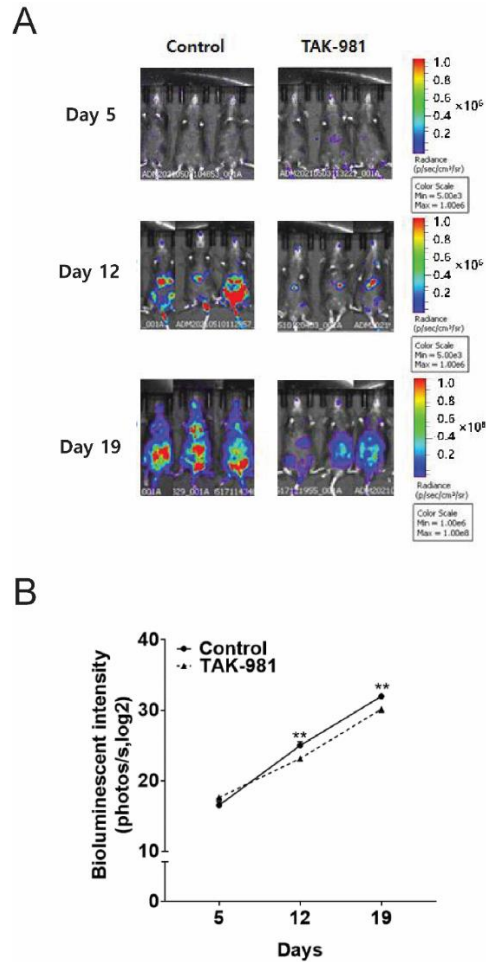 A
Control
TAK-981
Day 5
ADM20210503104853_001A
1.0
0.8
0.6
0.4
0.2
×10⁶
Radiance
(p/sec/cm²/sr)
Color Scale
Min = 5.00e3
Max = 1.00e6
Day 12
_001A
1.0
0.8
0.6
0.4
0.2
×10⁶
Radiance
(p/sec/cm²/sr)
Color Scale
Min = 5.00e3
Max = 1.00e6
Day 19
001A
1.0
0.8
0.6
0.4
0.2
×10⁸
Radiance
(p/sec/cm²/sr)
Color Scale
Min = 1.00e6
Max = 1.00e8
B
Bioluminescent intensity
(photos/s,log2)
40
30
20
10
0
Control
TAK-981
**
**
5
12
19
Days